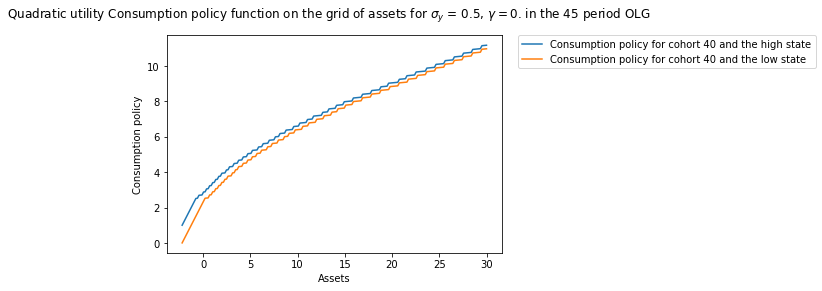 Quadratic utility Consumption policy function on the grid of assets for σ_y = 0.5, γ = 0. in the 45 period OLG
Consumption policy for cohort 40 and the high state
Consumption policy for cohort 40 and the low state
Consumption policy
10
8
6
4
2
0
0 5 10 15 20 25 30
Assets